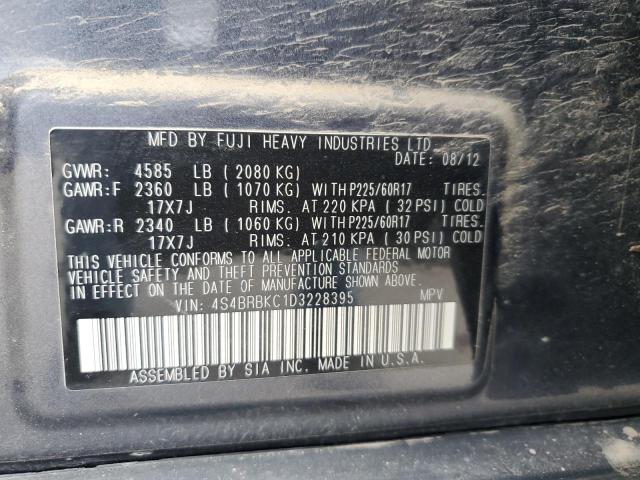 MFD BY FUJI HEAVY INDUSTRIES LTD.
DATE: 08/12
GVWR: 4585 LB ( 2080 KG)
GAWR:F 2360 LB ( 1070 KG) WITH P225/60R17 TIRES.
17X7J RIMS. AT 220 KPA ( 32 PSI) COLD
GAWR:R 2340 LB ( 1060 KG) WITH P225/60R17 TIRES.
17X7J RIMS. AT 210 KPA ( 30 PSI) COLD
THIS VEHICLE CONFORMS TO ALL APPLICABLE FEDERAL MOTOR
VEHICLE SAFETY AND THEFT PREVENTION STANDARDS
IN EFFECT ON THE DATE OF MANUFACTURE SHOWN ABOVE.
VIN: 4S4BRBKC1D3228395 MPV
ASSEMBLED BY SIA INC. MADE IN U.S.A.